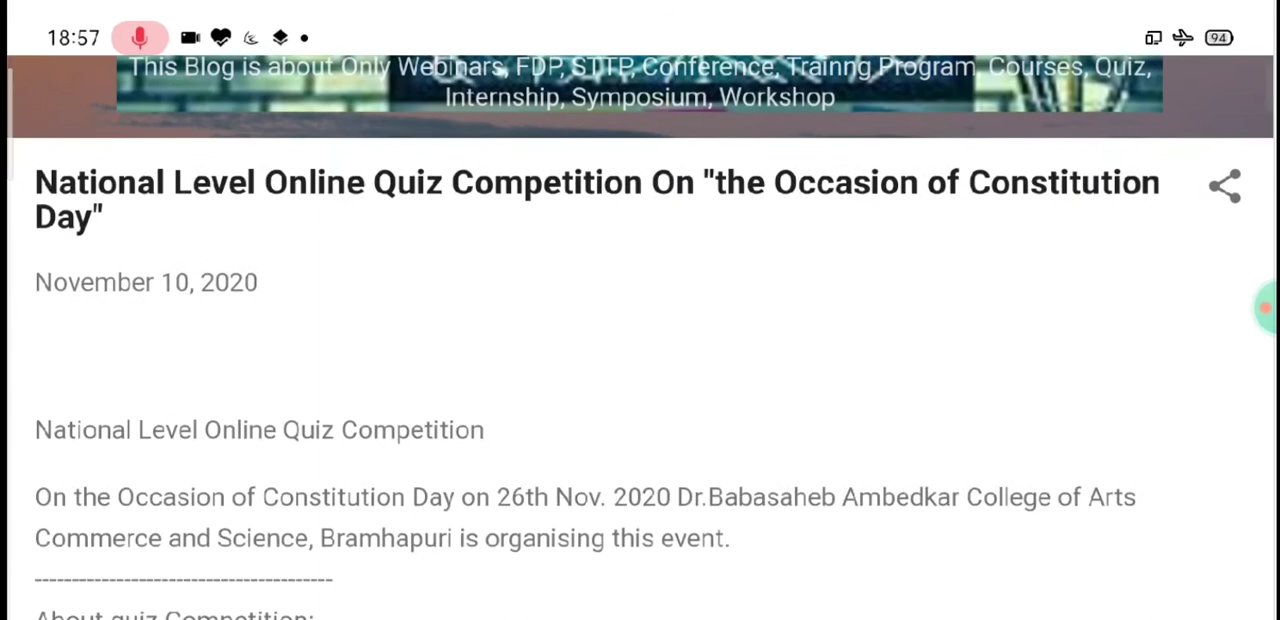 18:57
94
This Blog is about Only Webinars, FDP, STTP, Conference, Trainng Program, Courses, Quiz,
Internship, Symposium, Workshop
National Level Online Quiz Competition On "the Occasion of Constitution
Day"
November 10, 2020
National Level Online Quiz Competition
On the Occasion of Constitution Day on 26th Nov. 2020 Dr.Babasaheb Ambedkar College of Arts
Commerce and Science, Bramhapuri is organising this event.
----------------------------------------
About quiz Competition: